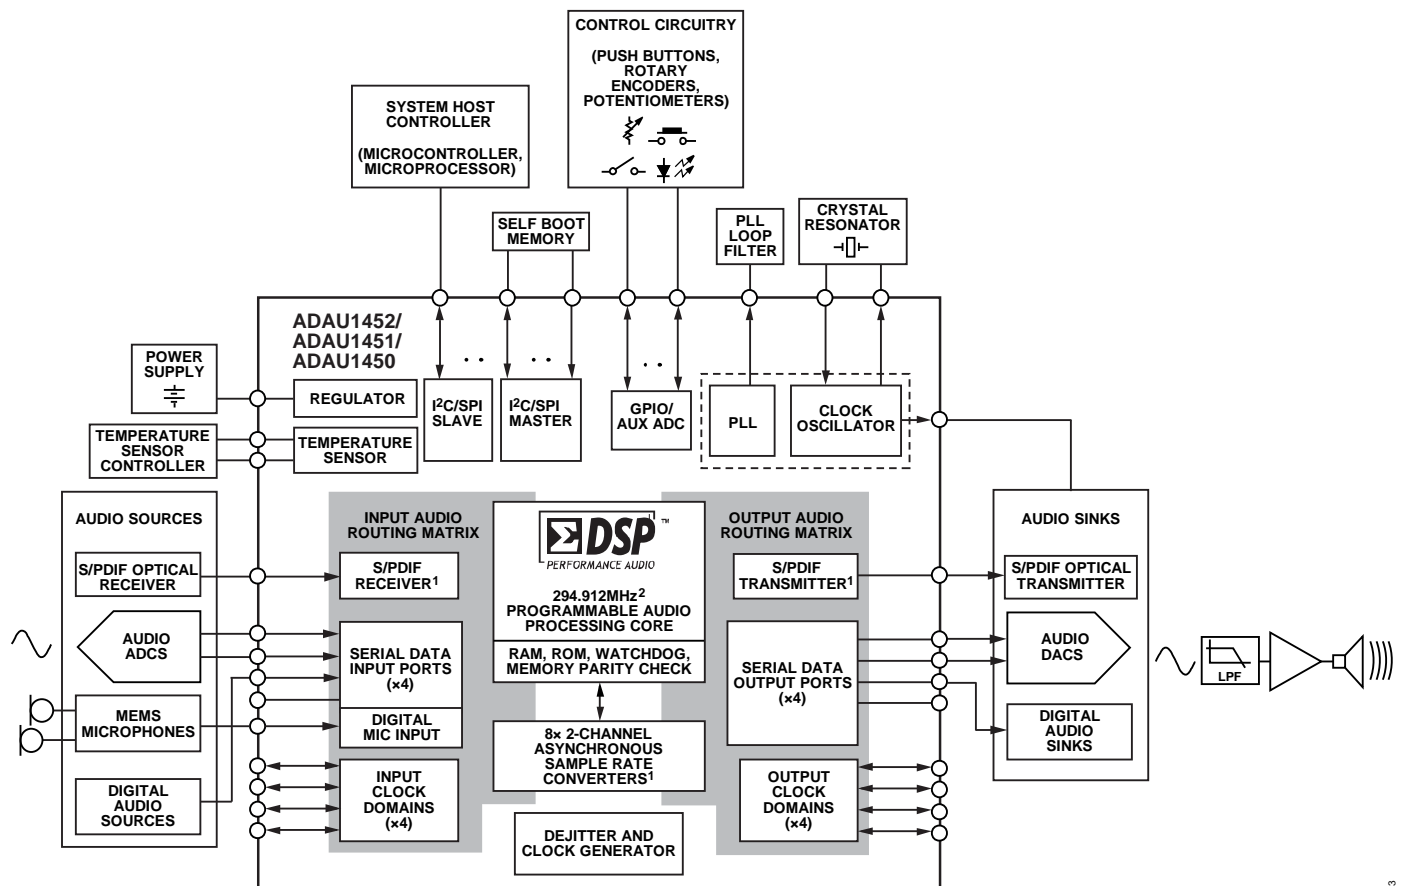 CONTROL CIRCUITRY
(PUSH BUTTONS,
ROTARY
ENCODERS,
POTENTIOMETERS)
SYSTEM HOST
CONTROLLER
(MICROCONTROLLER,
MICROPROCESSOR)
SELF BOOT
MEMORY
PLL
LOOP
FILTER
CRYSTAL
RESONATOR
ADAU1452/
ADAU1451/
ADAU1450
POWER
SUPPLY
REGULATOR
TEMPERATURE
SENSOR
CONTROLLER
TEMPERATURE
SENSOR
I²C/SPI
SLAVE
I²C/SPI
MASTER
GPIO/
AUX ADC
PLL
CLOCK
OSCILLATOR
AUDIO SOURCES
S/PDIF OPTICAL
RECEIVER
AUDIO
ADCS
MEMS
MICROPHONES
DIGITAL
AUDIO
SOURCES
INPUT AUDIO
ROUTING MATRIX
S/PDIF
RECEIVER¹
SERIAL DATA
INPUT PORTS
(×4)
DIGITAL
MIC INPUT
INPUT
CLOCK
DOMAINS
(×4)
ΣDSP™
PERFORMANCE AUDIO
294.912MHz²
PROGRAMMABLE AUDIO
PROCESSING CORE
RAM, ROM, WATCHDOG,
MEMORY PARITY CHECK
8× 2-CHANNEL
ASYNCHRONOUS
SAMPLE RATE
CONVERTERS¹
DEJITTER AND
CLOCK GENERATOR
OUTPUT AUDIO
ROUTING MATRIX
S/PDIF
TRANSMITTER¹
SERIAL DATA
OUTPUT PORTS
(×4)
OUTPUT
CLOCK
DOMAINS
(×4)
AUDIO SINKS
S/PDIF OPTICAL
TRANSMITTER
AUDIO
DACS
DIGITAL
AUDIO
SINKS
LPF
3